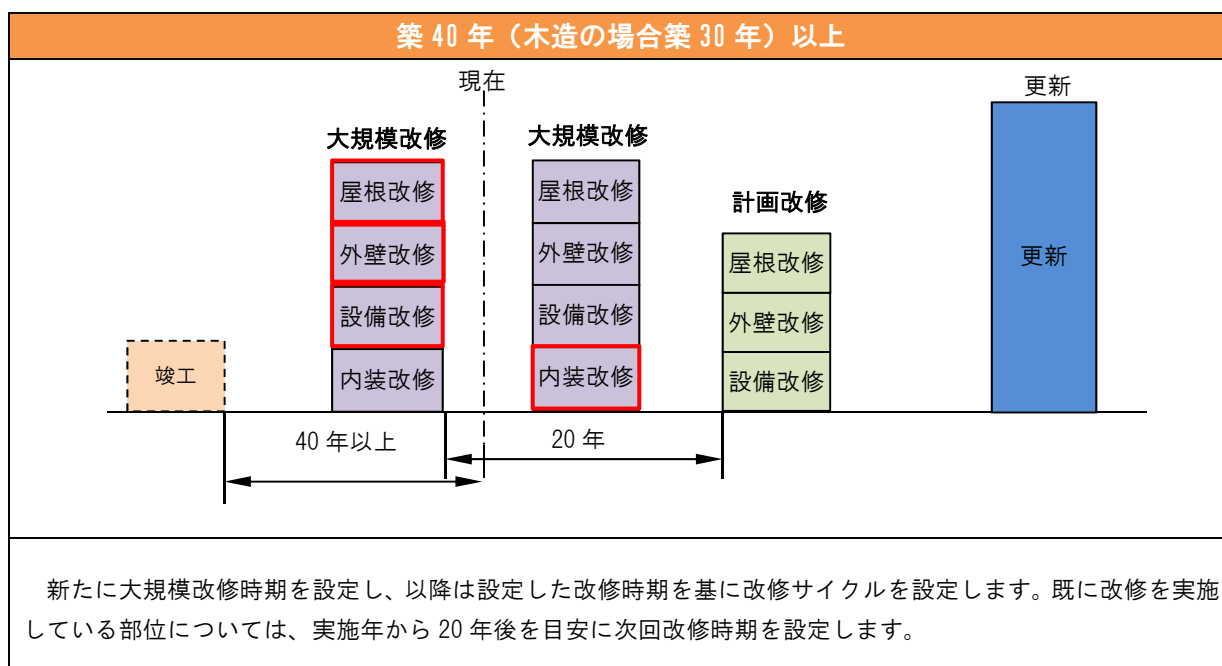 築 40 年（木造の場合築 30 年）以上
現在
更新
大規模改修
大規模改修
屋根改修
屋根改修
計画改修
外壁改修
外壁改修
屋根改修
更新
設備改修
設備改修
外壁改修
竣工
内装改修
内装改修
設備改修
40 年以上
20 年
新たに大規模改修時期を設定し、以降は設定した改修時期を基に改修サイクルを設定します。既に改修を実施
している部位については、実施年から 20 年後を目安に次回改修時期を設定します。